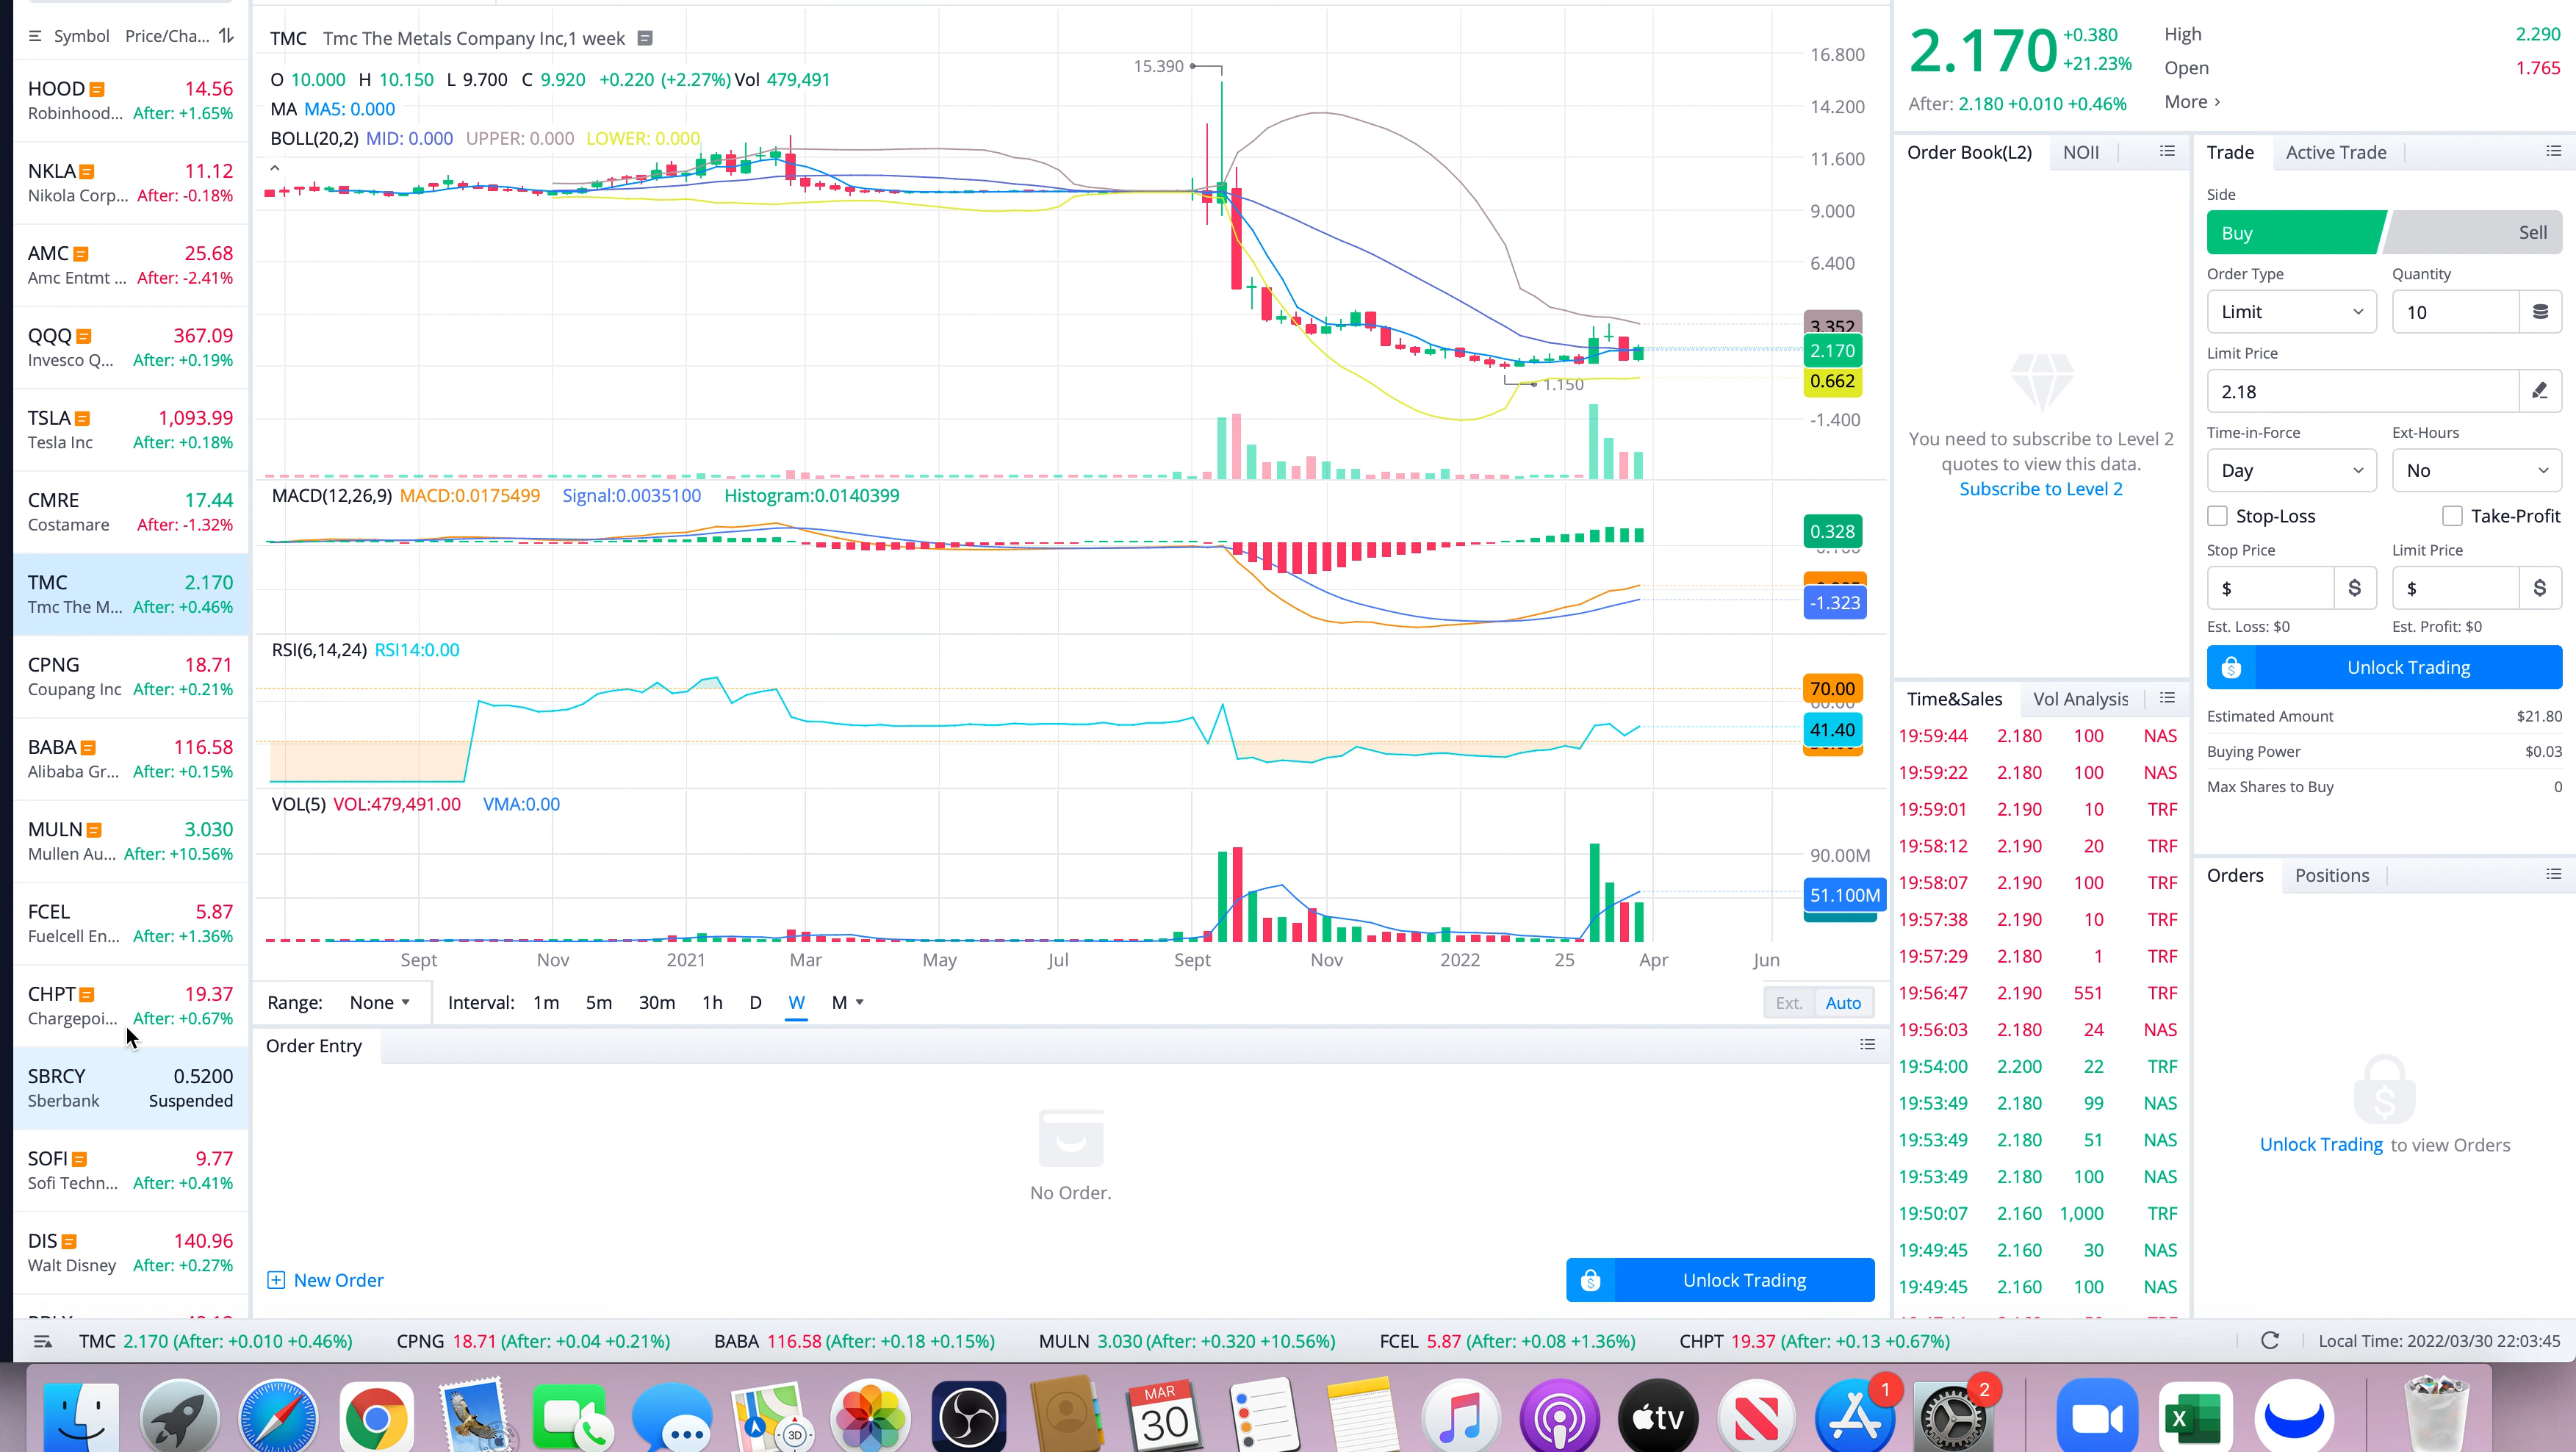 Symbol Price/Cha...
HOOD 14.56
Robinhood... After: +1.65%
NKLA 11.12
Nikola Corp... After: -0.18%
AMC 25.68
Amc Entmt ... After: -2.41%
QQQ 367.09
Invesco Q... After: +0.19%
TSLA 1,093.99
Tesla Inc After: +0.18%
CMRE 17.44
Costamare After: -1.32%
TMC 2.170
Tmc The M... After: +0.46%
CPNG 18.71
Coupang Inc After: +0.21%
BABA 116.58
Alibaba Gr... After: +0.15%
MULN 3.030
Mullen Au... After: +10.56%
FCEL 5.87
Fuelcell En... After: +1.36%
CHPT 19.37
Chargepoi... After: +0.67%
SBRCY 0.5200
Sberbank Suspended
SOFI 9.77
Sofi Techn... After: +0.41%
DIS 140.96
Walt Disney After: +0.27%
TMC Tmc The Metals Company Inc,1 week
O 10.000 H 10.150 L 9.700 C 9.920 +0.220 (+2.27%) Vol 479,491
MA MA5: 0.000
BOLL(20,2) MID: 0.000 UPPER: 0.000 LOWER: 0.000
15.390
1.150
16.800
14.200
11.600
9.000
6.400
3.352
2.170
0.662
-1.400
MACD(12,26,9) MACD:0.0175499 Signal:0.0035100 Histogram:0.0140399
0.328
-1.323
RSI(6,14,24) RSI14:0.00
70.00
41.40
VOL(5) VOL:479,491.00 VMA:0.00
90.00M
51.100M
Sept Nov 2021 Mar May Jul Sept Nov 2022 25 Apr Jun
Range: None Interval: 1m 5m 30m 1h D W M Ext. Auto
Order Entry
No Order.
New Order Unlock Trading
2.170 +0.380
+21.23%
After: 2.180 +0.010 +0.46%
High 2.290
Open 1.765
More ›
Order Book(L2) NOII
You need to subscribe to Level 2
quotes to view this data.
Subscribe to Level 2
Time&Sales Vol Analysis
19:59:44 2.180 100 NAS
19:59:22 2.180 100 NAS
19:59:01 2.190 10 TRF
19:58:12 2.190 20 TRF
19:58:07 2.190 100 TRF
19:57:38 2.190 10 TRF
19:57:29 2.180 1 TRF
19:56:47 2.190 551 TRF
19:56:03 2.180 24 NAS
19:54:00 2.200 22 TRF
19:53:49 2.180 99 NAS
19:53:49 2.180 51 NAS
19:53:49 2.180 100 NAS
19:50:07 2.160 1,000 TRF
19:49:45 2.160 30 NAS
19:49:45 2.160 100 NAS
Trade Active Trade
Side
Buy Sell
Order Type Quantity
Limit 10
Limit Price
2.18
Time-in-Force Ext-Hours
Day No
Stop-Loss Take-Profit
Stop Price Limit Price
$ $ $ $
Est. Loss: $0 Est. Profit: $0
Unlock Trading
Estimated Amount $21.80
Buying Power $0.03
Max Shares to Buy 0
Orders Positions
$
Unlock Trading to view Orders
TMC 2.170 (After: +0.010 +0.46%) CPNG 18.71 (After: +0.04 +0.21%) BABA 116.58 (After: +0.18 +0.15%) MULN 3.030 (After: +0.320 +10.56%) FCEL 5.87 (After: +0.08 +1.36%) CHPT 19.37 (After: +0.13 +0.67%) Local Time: 2022/03/30 22:03:45
3D
MAR
30
tv
1
2
X